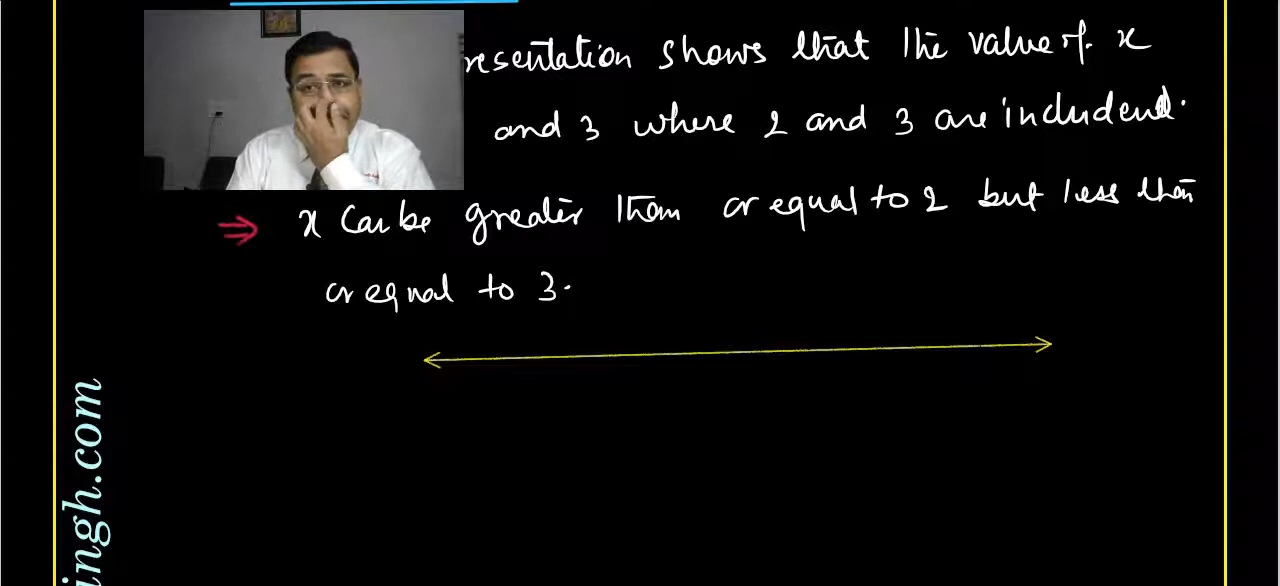 resentation shows that the value of x
and 3 where 2 and 3 are includend.
⇒ x can be greater than or equal to 2 but less than
or equal to 3.
ingh.com